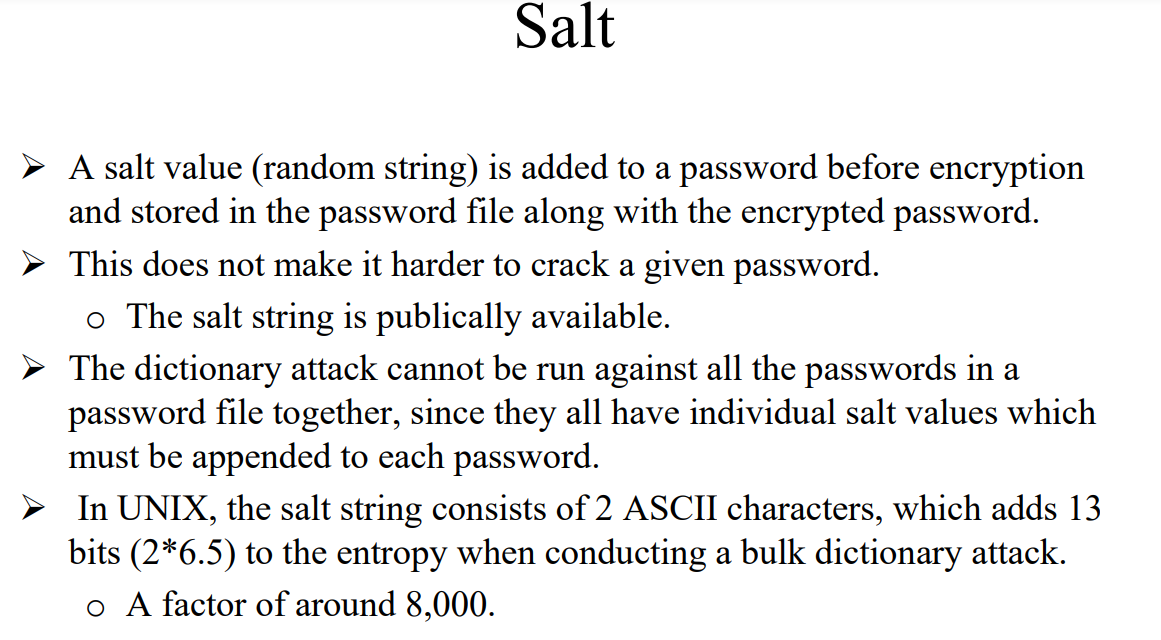 Salt
➢ A salt value (random string) is added to a password before encryption
and stored in the password file along with the encrypted password.
➢ This does not make it harder to crack a given password.
o The salt string is publically available.
➢ The dictionary attack cannot be run against all the passwords in a
password file together, since they all have individual salt values which
must be appended to each password.
➢ In UNIX, the salt string consists of 2 ASCII characters, which adds 13
bits (2*6.5) to the entropy when conducting a bulk dictionary attack.
o A factor of around 8,000.